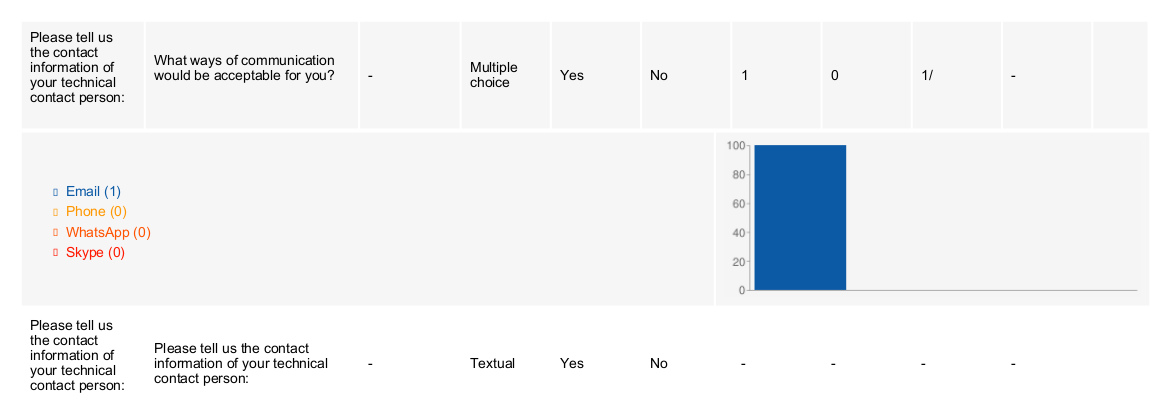 Please tell us
the contact
information of
your technical
contact person:
What ways of communication
would be acceptable for you?
-
Multiple
choice
Yes
No
1
0
1/
-
Email (1)
Phone (0)
WhatsApp (0)
Skype (0)
100
80
60
40
20
0
Please tell us
the contact
information of
your technical
contact person:
Please tell us the contact
information of your technical
contact person:
-
Textual
Yes
No
-
-
-
-